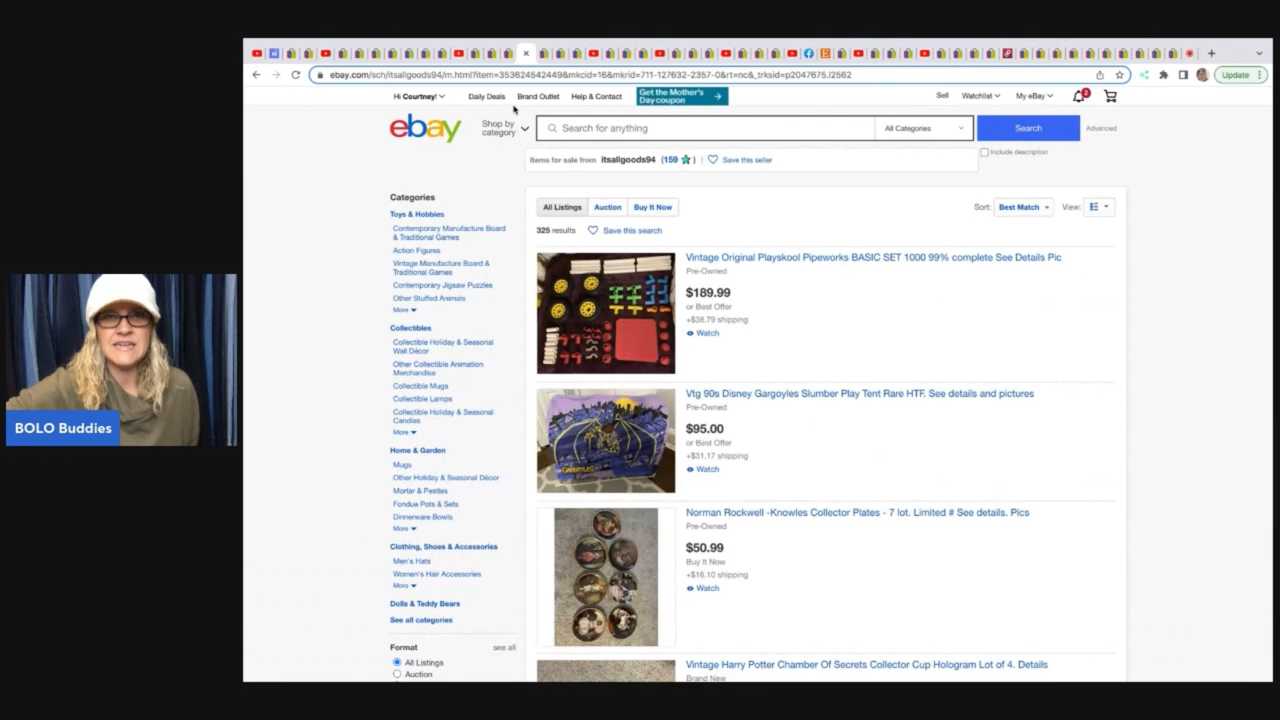 ebay.com/sch/itsallgoods94/m.html?item=353624542449&mkcid=16&mkrid=711-127632-2357-0&rt=nc&_trksid=p2047675.l2562
Update
Hi Courtney!
Daily Deals
Brand Outlet
Help & Contact
Get the Mother's
Day coupon
Sell
Watchlist
My eBay
2
ebay
Shop by
category
Search for anything
All Categories
Search
Advanced
Include description
Items for sale from itsallgoods94 (159 ) | Save this seller
Categories
Toys & Hobbies
Contemporary Manufacture Board
& Traditional Games
Action Figures
Vintage Manufacture Board &
Traditional Games
Contemporary Jigsaw Puzzles
Other Stuffed Animals
More
Collectibles
Collectible Holiday & Seasonal
Wall Décor
Other Collectible Animation
Merchandise
Collectible Mugs
Collectible Lamps
Collectible Holiday & Seasonal
Candles
More
Home & Garden
Mugs
Other Holiday & Seasonal Décor
Mortar & Pestles
Fondue Pots & Sets
Dinnerware Bowls
More
Clothing, Shoes & Accessories
Men's Hats
Women's Hair Accessories
More
Dolls & Teddy Bears
See all categories
Format
see all
All Listings
Auction
All Listings
Auction
Buy It Now
Sort: Best Match
View:
325 results
Save this search
Vintage Original Playskool Pipeworks BASIC SET 1000 99% complete See Details Pic
Pre-Owned
$189.99
or Best Offer
+$38.79 shipping
Watch
Vtg 90s Disney Gargoyles Slumber Play Tent Rare HTF. See details and pictures
Pre-Owned
$95.00
or Best Offer
+$31.17 shipping
Watch
Norman Rockwell -Knowles Collector Plates - 7 lot. Limited # See details. Pics
Pre-Owned
$50.99
Buy It Now
+$16.10 shipping
Watch
Vintage Harry Potter Chamber Of Secrets Collector Cup Hologram Lot of 4. Details
Brand New
BOLO Buddies